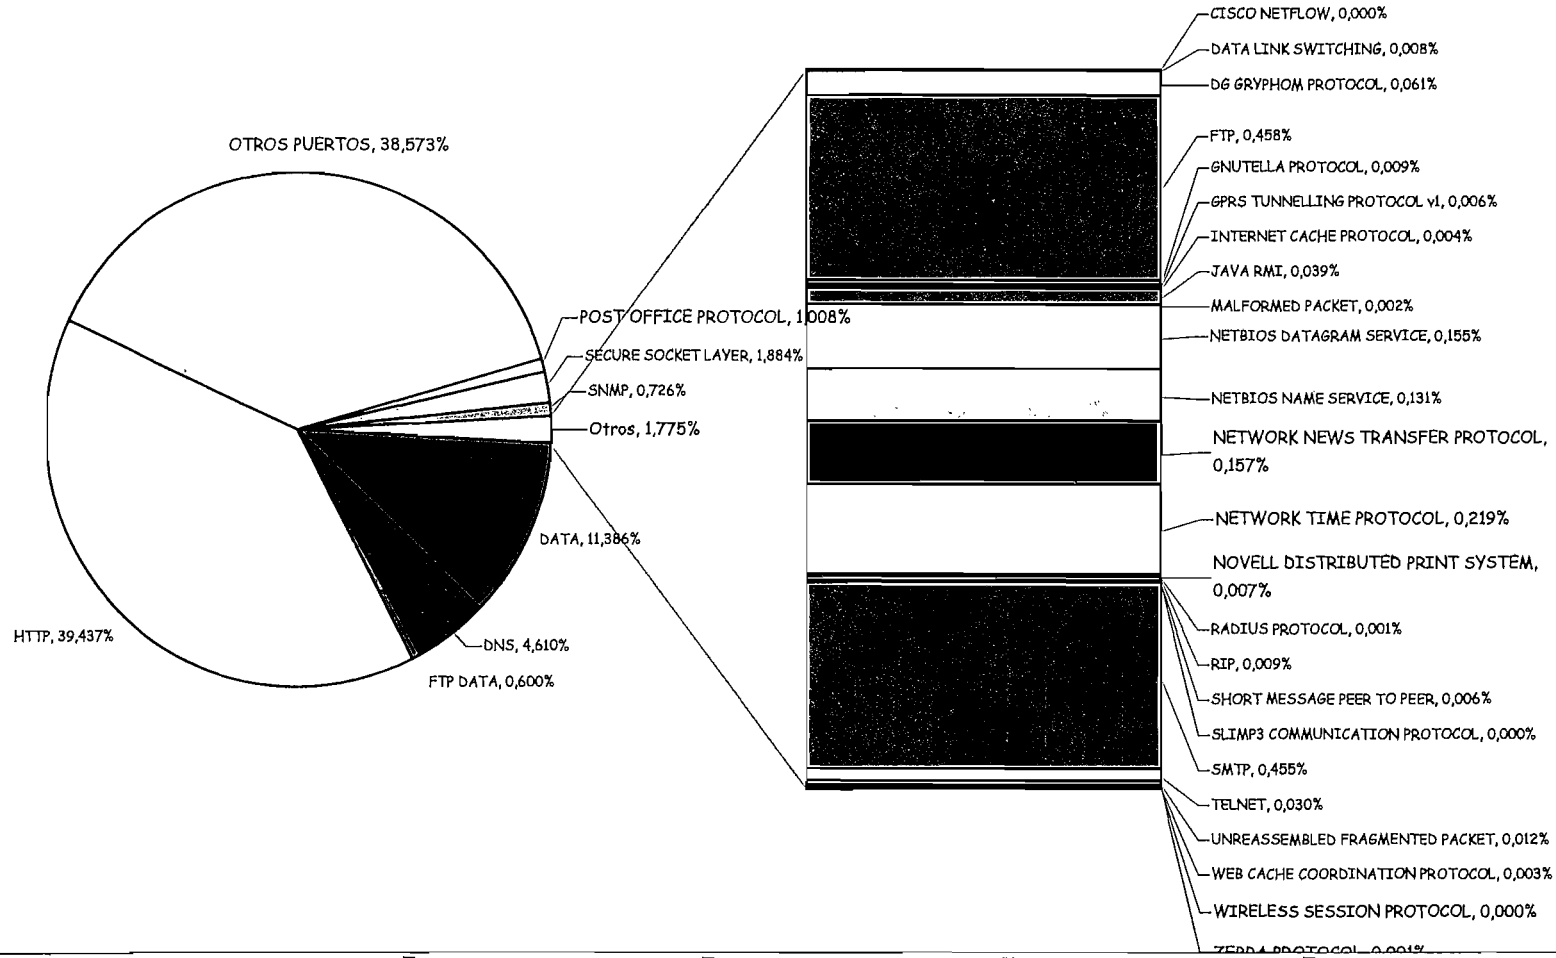 OTROS PUERTOS, 38,573%
POST OFFICE PROTOCOL, 1,008%
SECURE SOCKET LAYER, 1,884%
SNMP, 0,726%
Otros, 1,775%
DATA, 11,386%
DNS, 4,610%
FTP DATA, 0,600%
HTTP, 39,437%
CISCO NETFLOW, 0,000%
DATA LINK SWITCHING, 0,008%
DG GRYPHOM PROTOCOL, 0,061%
FTP, 0,458%
GNUTELLA PROTOCOL, 0,009%
GPRS TUNNELLING PROTOCOL v1, 0,006%
INTERNET CACHE PROTOCOL, 0,004%
JAVA RMI, 0,039%
MALFORMED PACKET, 0,002%
NETBIOS DATAGRAM SERVICE, 0,155%
NETBIOS NAME SERVICE, 0,131%
NETWORK NEWS TRANSFER PROTOCOL,
0,157%
NETWORK TIME PROTOCOL, 0,219%
NOVELL DISTRIBUTED PRINT SYSTEM,
0,007%
RADIUS PROTOCOL, 0,001%
RIP, 0,009%
SHORT MESSAGE PEER TO PEER, 0,006%
SLIMP3 COMMUNICATION PROTOCOL, 0,000%
SMTP, 0,455%
TELNET, 0,030%
UNREASSEMBLED FRAGMENTED PACKET, 0,012%
WEB CACHE COORDINATION PROTOCOL, 0,003%
WIRELESS SESSION PROTOCOL, 0,000%
PROTOCOL, 0,001%